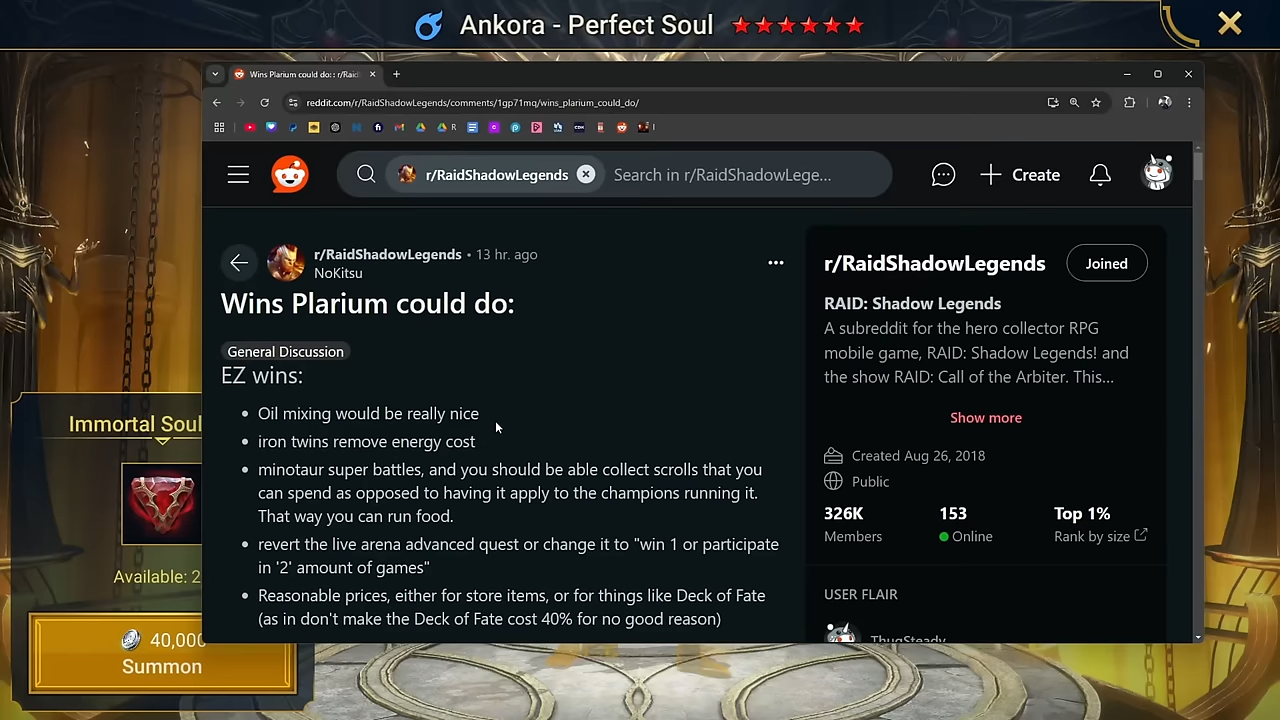 Ankora - Perfect Soul
Wins Plarium could do: : r/Raid
reddit.com/r/RaidShadowLegends/comments/1gp71mq/wins_plarium_could_do/
R
r/RaidShadowLegends
Search in r/RaidShadowLege...
Create
r/RaidShadowLegends • 13 hr. ago
NoKitsu
Wins Plarium could do:
General Discussion
EZ wins:
• Oil mixing would be really nice
• iron twins remove energy cost
• minotaur super battles, and you should be able collect scrolls that you
can spend as opposed to having it apply to the champions running it.
That way you can run food.
• revert the live arena advanced quest or change it to "win 1 or participate
in '2' amount of games"
• Reasonable prices, either for store items, or for things like Deck of Fate
(as in don't make the Deck of Fate cost 40% for no good reason)
r/RaidShadowLegends
Joined
RAID: Shadow Legends
A subreddit for the hero collector RPG
mobile game, RAID: Shadow Legends! and
the show RAID: Call of the Arbiter. This...
Show more
Created Aug 26, 2018
Public
326K
Members
153
Online
Top 1%
Rank by size
USER FLAIR
ThugSteady
Immortal Soul
Available: 2
40,000
Summon